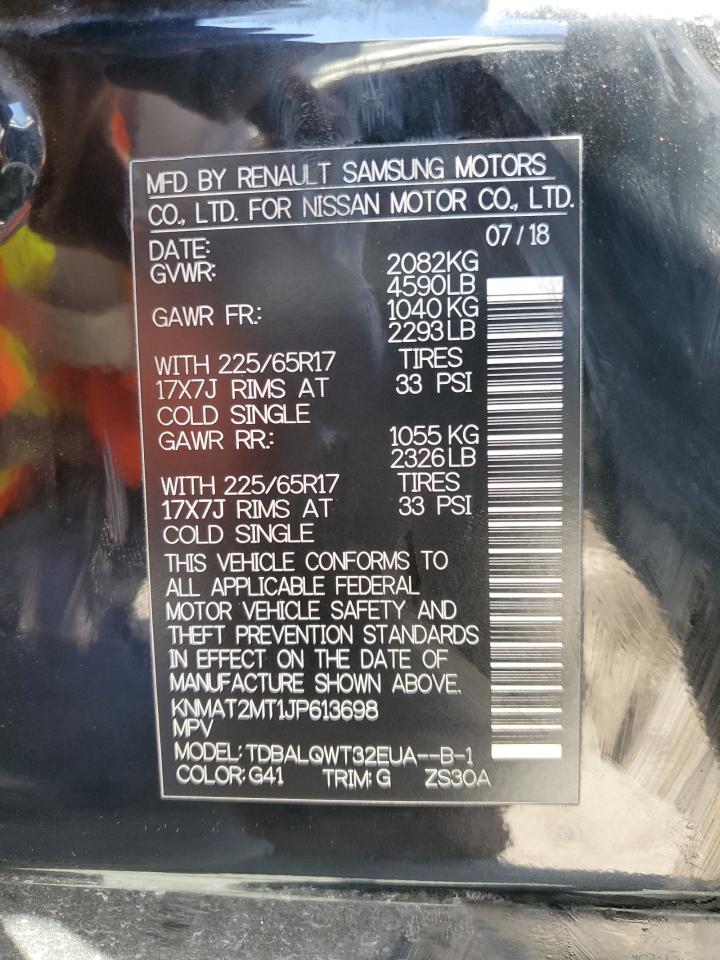 MFD BY RENAULT SAMSUNG MOTORS
CO., LTD. FOR NISSAN MOTOR CO., LTD.
DATE: 07/18
GVWR: 2082KG
4590LB
GAWR FR.: 1040KG
2293LB
WITH 225/65R17 TIRES
17X7J RIMS AT 33 PSI
COLD SINGLE
GAWR RR.: 1055KG
2326LB
WITH 225/65R17 TIRES
17X7J RIMS AT 33 PSI
COLD SINGLE
THIS VEHICLE CONFORMS TO
ALL APPLICABLE FEDERAL
MOTOR VEHICLE SAFETY AND
THEFT PREVENTION STANDARDS
IN EFFECT ON THE DATE OF
MANUFACTURE SHOWN ABOVE.
KNMAT2MT1JP613698
MPV
MODEL: TDBALQWT32EUA--B-1
COLOR: G41 TRIM: G ZS30A